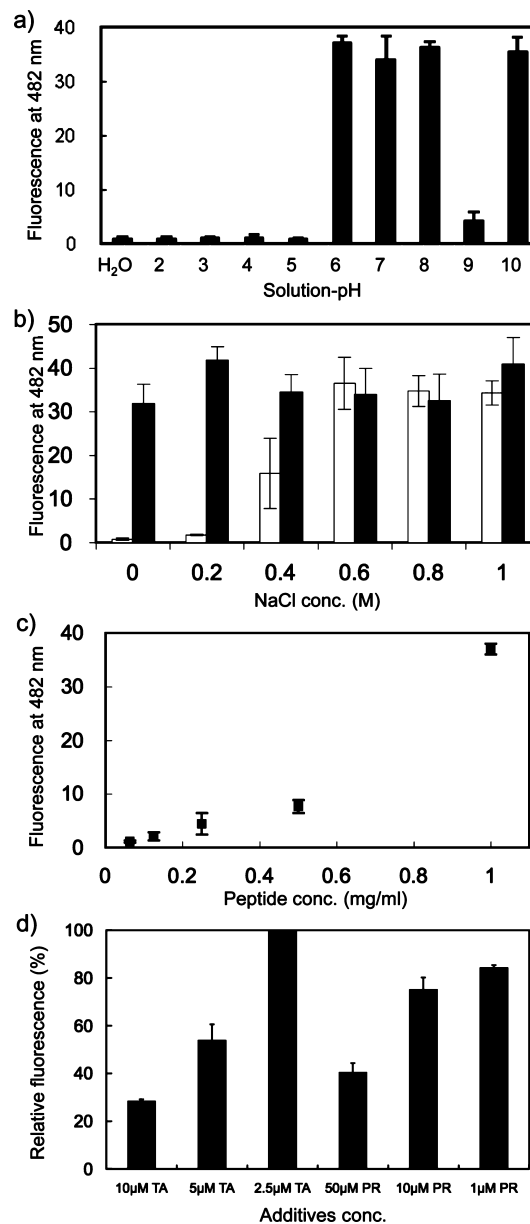 a)
Fluorescence at 482 nm
40
30
20
10
0
H₂O 2 3 4 5 6 7 8 9 10
Solution-pH
b)
Fluorescence at 482 nm
50
40
30
20
10
0
0 0.2 0.4 0.6 0.8 1
NaCl conc. (M)
c)
Fluorescence at 482 nm
40
30
20
10
0
0 0.2 0.4 0.6 0.8 1
Peptide conc. (mg/ml)
d)
Relative fluorescence (%)
100
80
60
40
20
0
10µM TA 5µM TA 2.5µM TA 50µM PR 10µM PR 1µM PR
Additives conc.